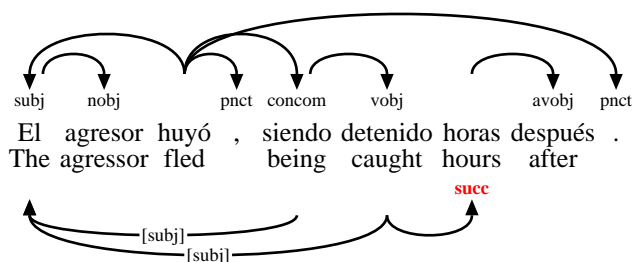 subj nobj pnct concom vobj avobj pnct
El agresor huyó , siendo detenido horas después .
The agressor fled being caught hours after
succ
[subj]
[subj]